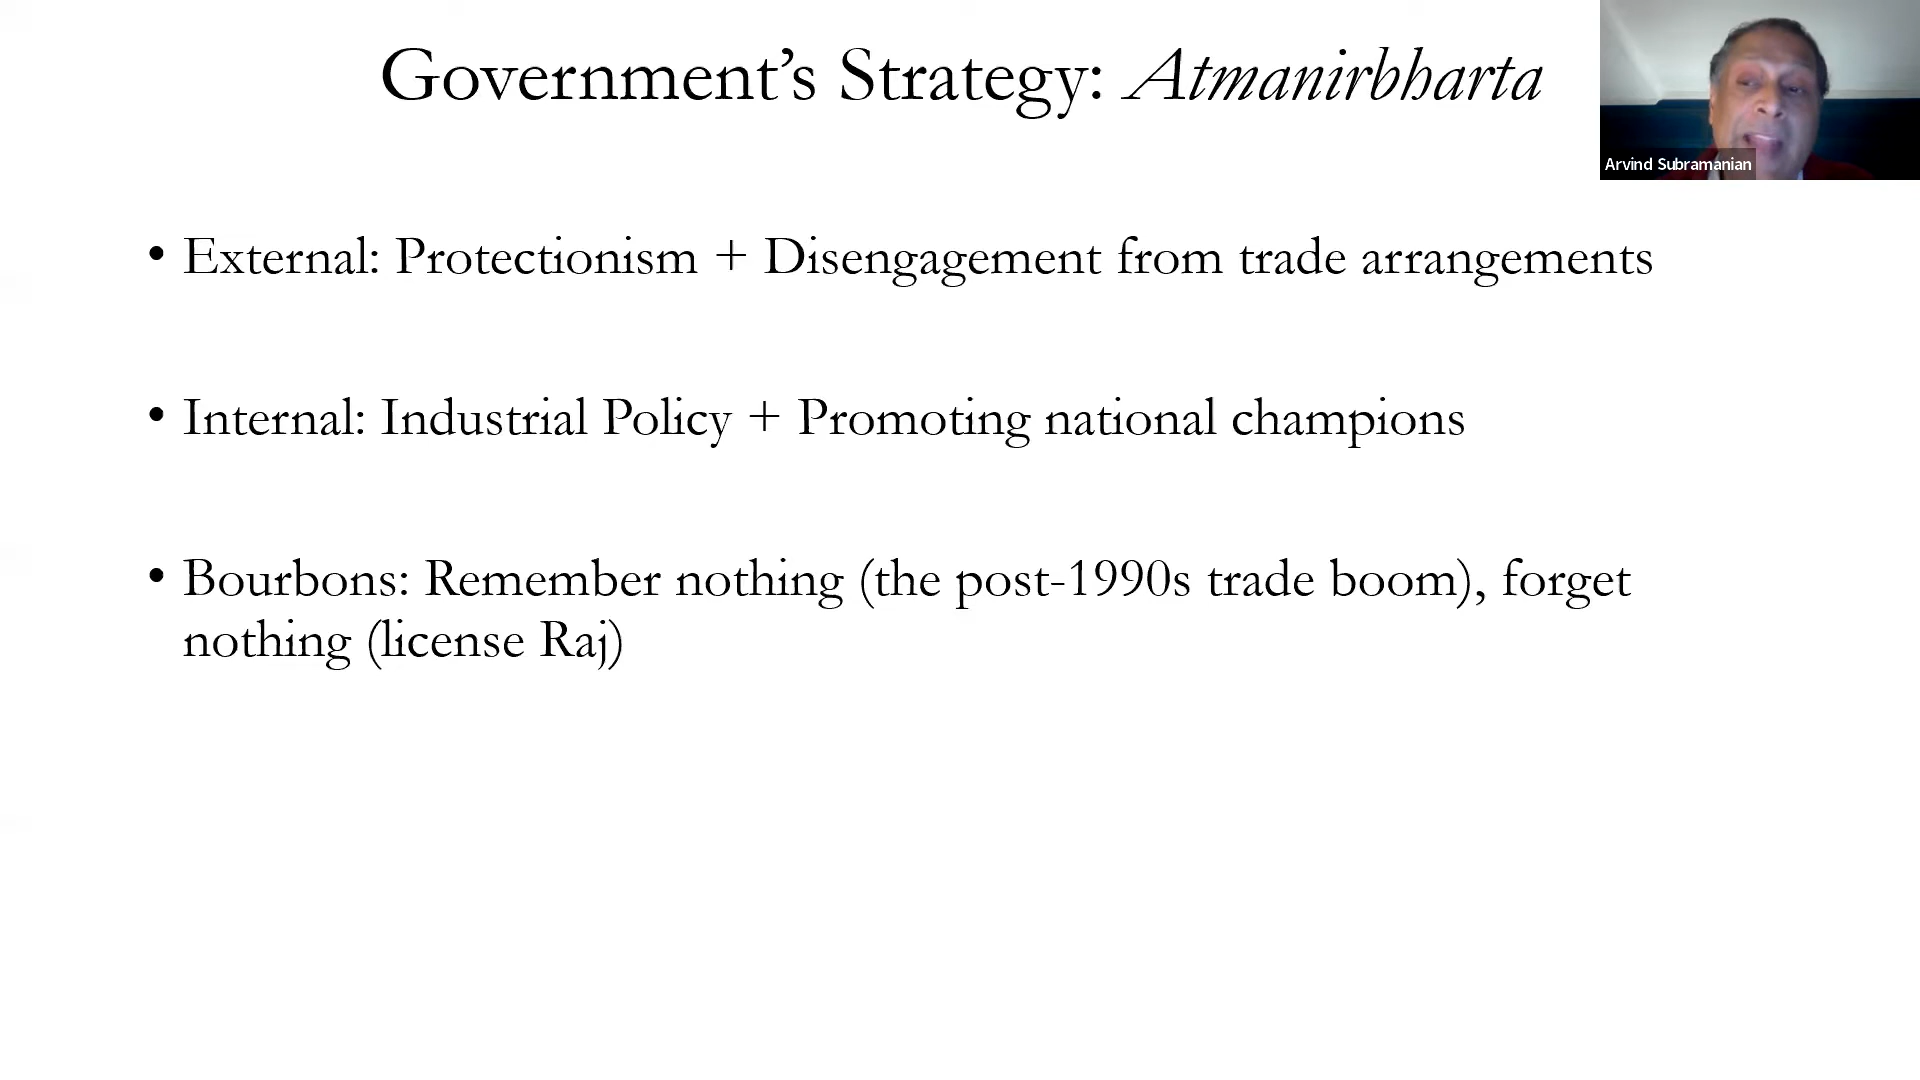 Government’s Strategy: Atmanirbharta
Arvind Subramanian
• External: Protectionism + Disengagement from trade arrangements
• Internal: Industrial Policy + Promoting national champions
• Bourbons: Remember nothing (the post-1990s trade boom), forget
nothing (license Raj)